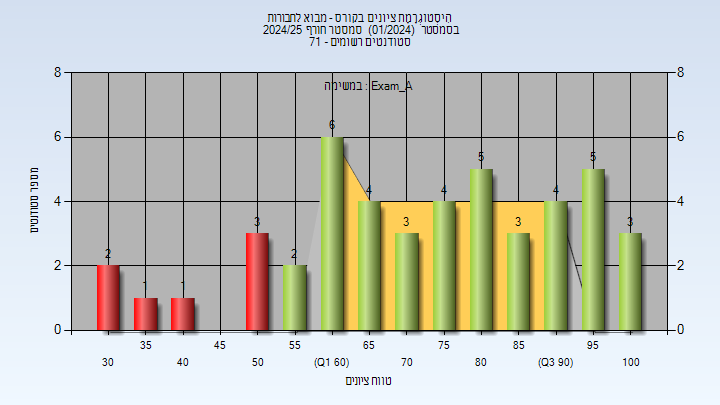 היסטוגרמת ציונים בקורס - מבוא לחבורות
בסמסטר (01/2024) סמסטר חורף 2024/25
סטודנטים רשומים - 71
במשימה : Exam_A
8 8
6 6
4 4
2 2
0 0
2 1 1 3 2 6 4 3 4 5 3 4 5 3
מספר סטודנטים
35 45 55 65 75 85 95
30 40 50 (Q1 60) 70 80 (Q3 90) 100
טווח ציונים